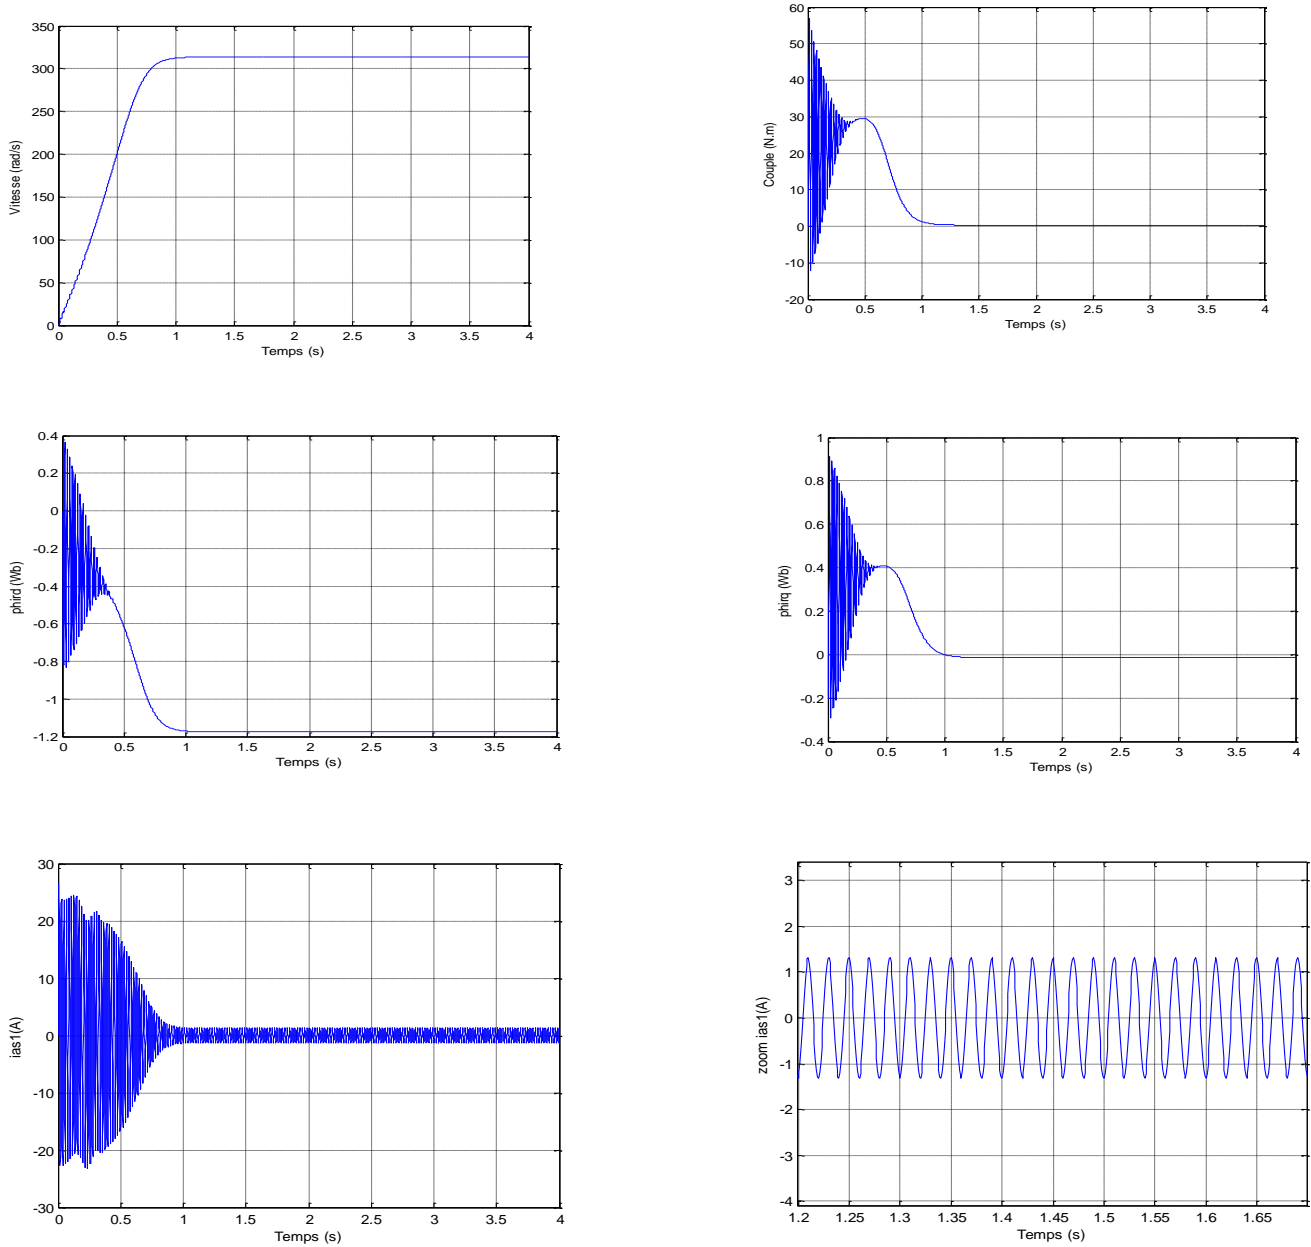 350
300
250
200
150
100
50
0
Vitesse (rad/s)
0 0.5 1 1.5 2 2.5 3 3.5 4
Temps (s)
60
50
40
30
20
10
0
-10
-20
Couple (N.m)
0 0.5 1 1.5 2 2.5 3 3.5 4
Temps (s)
0.4
0.2
0
-0.2
-0.4
-0.6
-0.8
-1
-1.2
phird (Wb)
0 0.5 1 1.5 2 2.5 3 3.5 4
Temps (s)
1
0.8
0.6
0.4
0.2
0
-0.2
-0.4
phirq (Wb)
0 0.5 1 1.5 2 2.5 3 3.5 4
Temps (s)
30
20
10
0
-10
-20
-30
ias1(A)
0 0.5 1 1.5 2 2.5 3 3.5 4
Temps (s)
3
2
1
0
-1
-2
-3
-4
zoom ias1(A)
1.2 1.25 1.3 1.35 1.4 1.45 1.5 1.55 1.6 1.65
Temps (s)